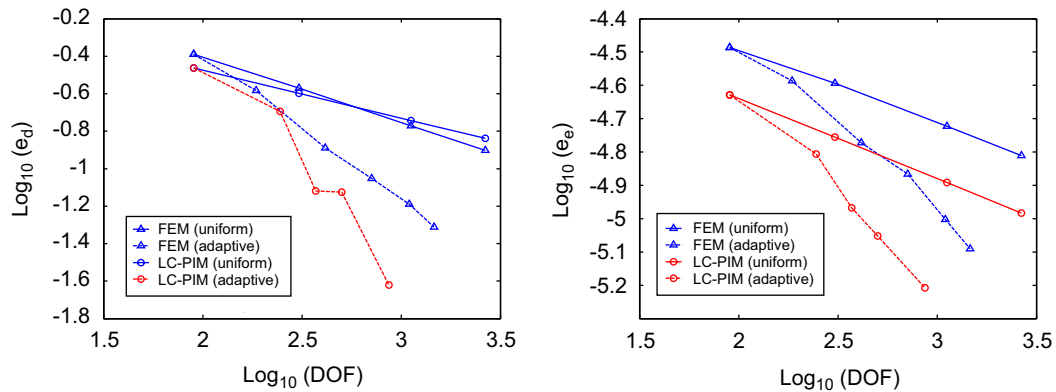 -0.2
-0.4
-0.6
-0.8
-1
-1.2
-1.4
-1.6
-1.8
Log10 (ed)
FEM (uniform)
FEM (adaptive)
LC-PIM (uniform)
LC-PIM (adaptive)
1.5 2 2.5 3 3.5
Log10 (DOF)
-4.4
-4.5
-4.6
-4.7
-4.8
-4.9
-5
-5.1
-5.2
Log10 (ee)
FEM (uniform)
FEM (adaptive)
LC-PIM (uniform)
LC-PIM (adaptive)
1.5 2 2.5 3 3.5
Log10 (DOF)